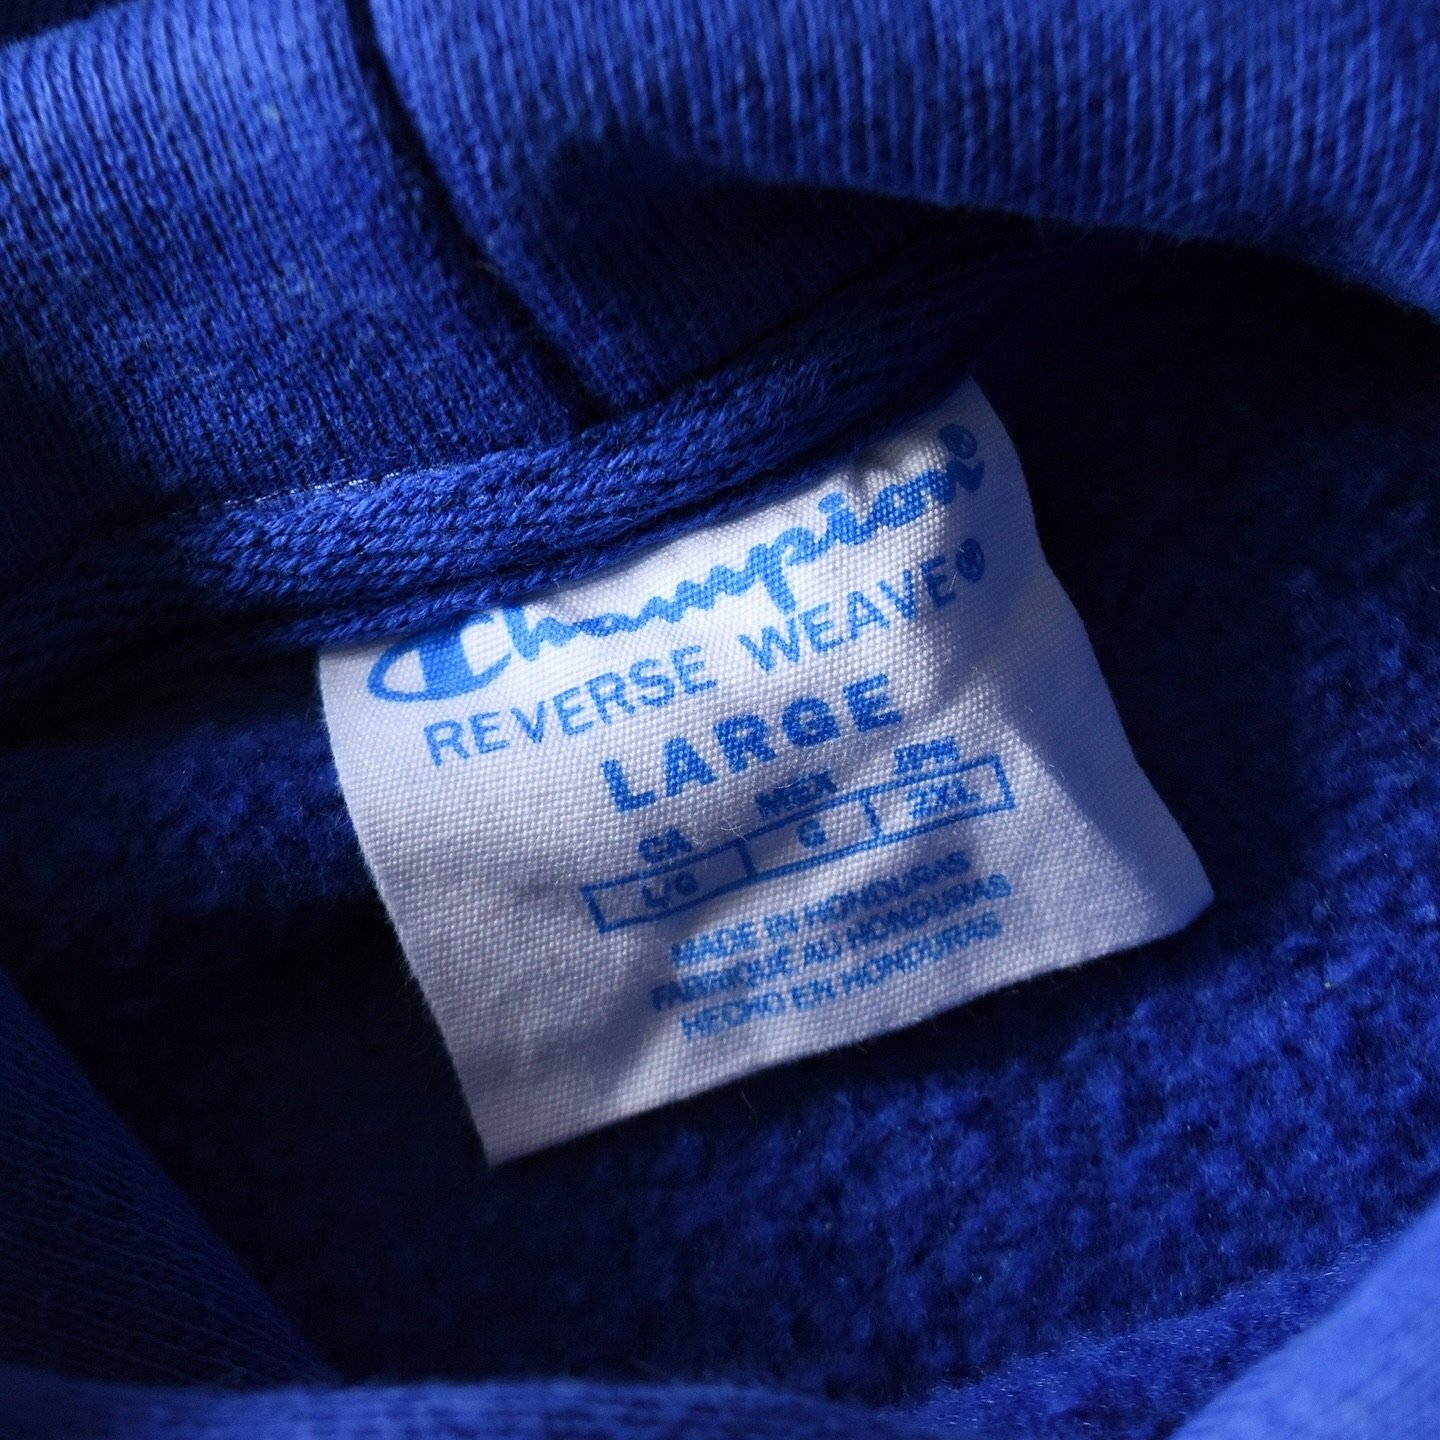 Champion®
REVERSE WEAVE®
LARGE
CA MEX JPN
L/G G 2XL
MADE IN HONDURAS
FABRIQUÉ AU HONDURAS
HECHO EN HONDURAS